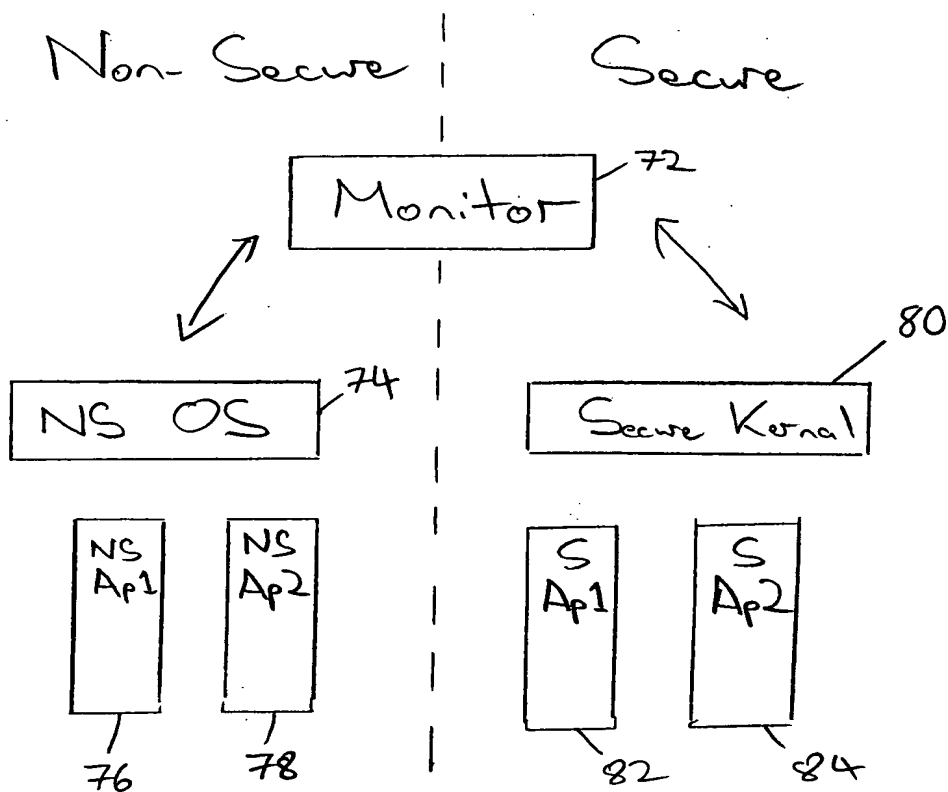 Non-Secure
Secure
Monitor
72
NS OS
74
Secure Kernal
80
NS
Ap1
NS
Ap2
S
Ap1
S
Ap2
76
78
82
84